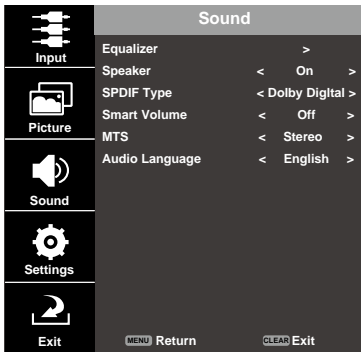 Sound
Input
Picture
Sound
Settings
Exit
Equalizer >
Speaker < On >
SPDIF Type < Dolby Digital >
Smart Volume < Off >
MTS < Stereo >
Audio Language < English >
MENU Return CLEAR Exit